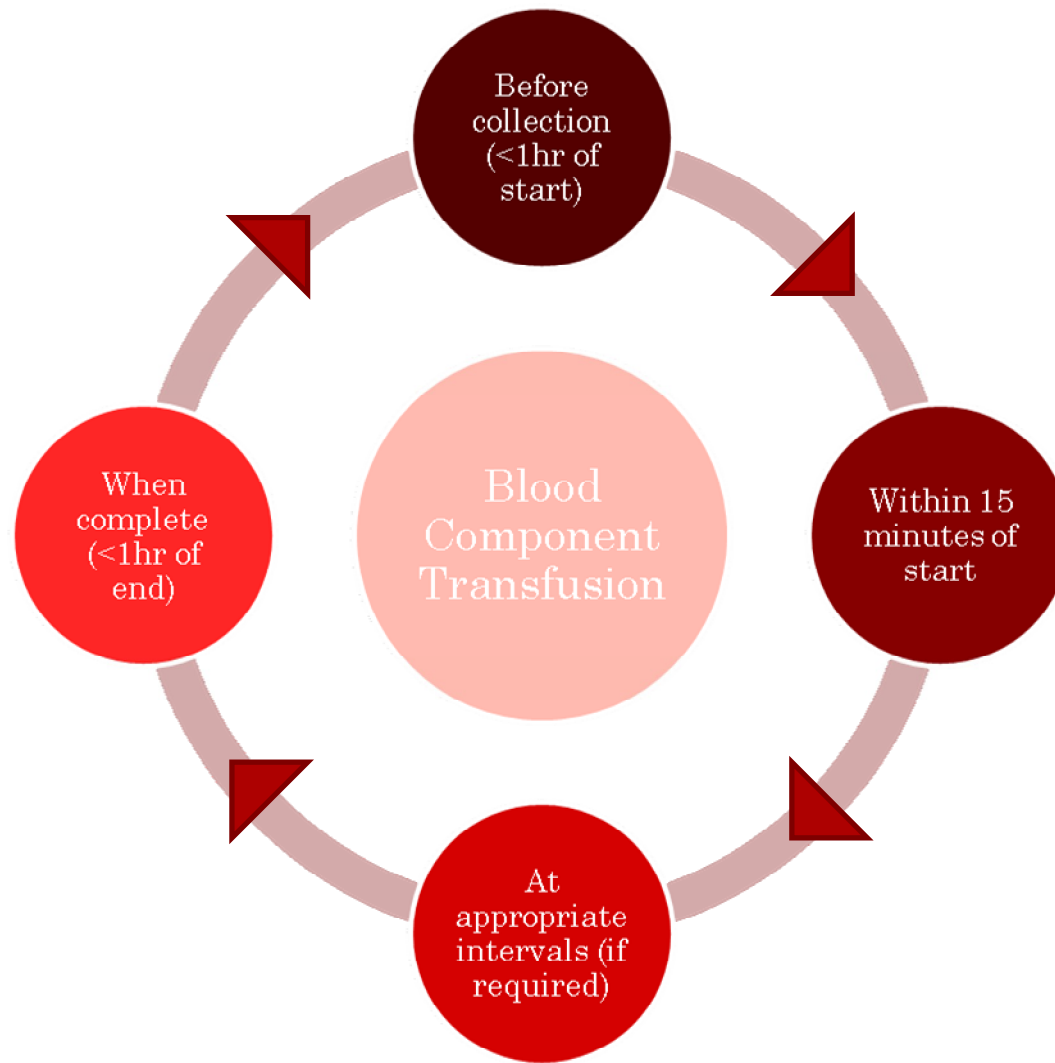 Before
collection
(<1hr of
start)
Within 15
minutes of
start
At
appropriate
intervals (if
required)
When
complete
(<1hr of
end)
Blood
Component
Transfusion